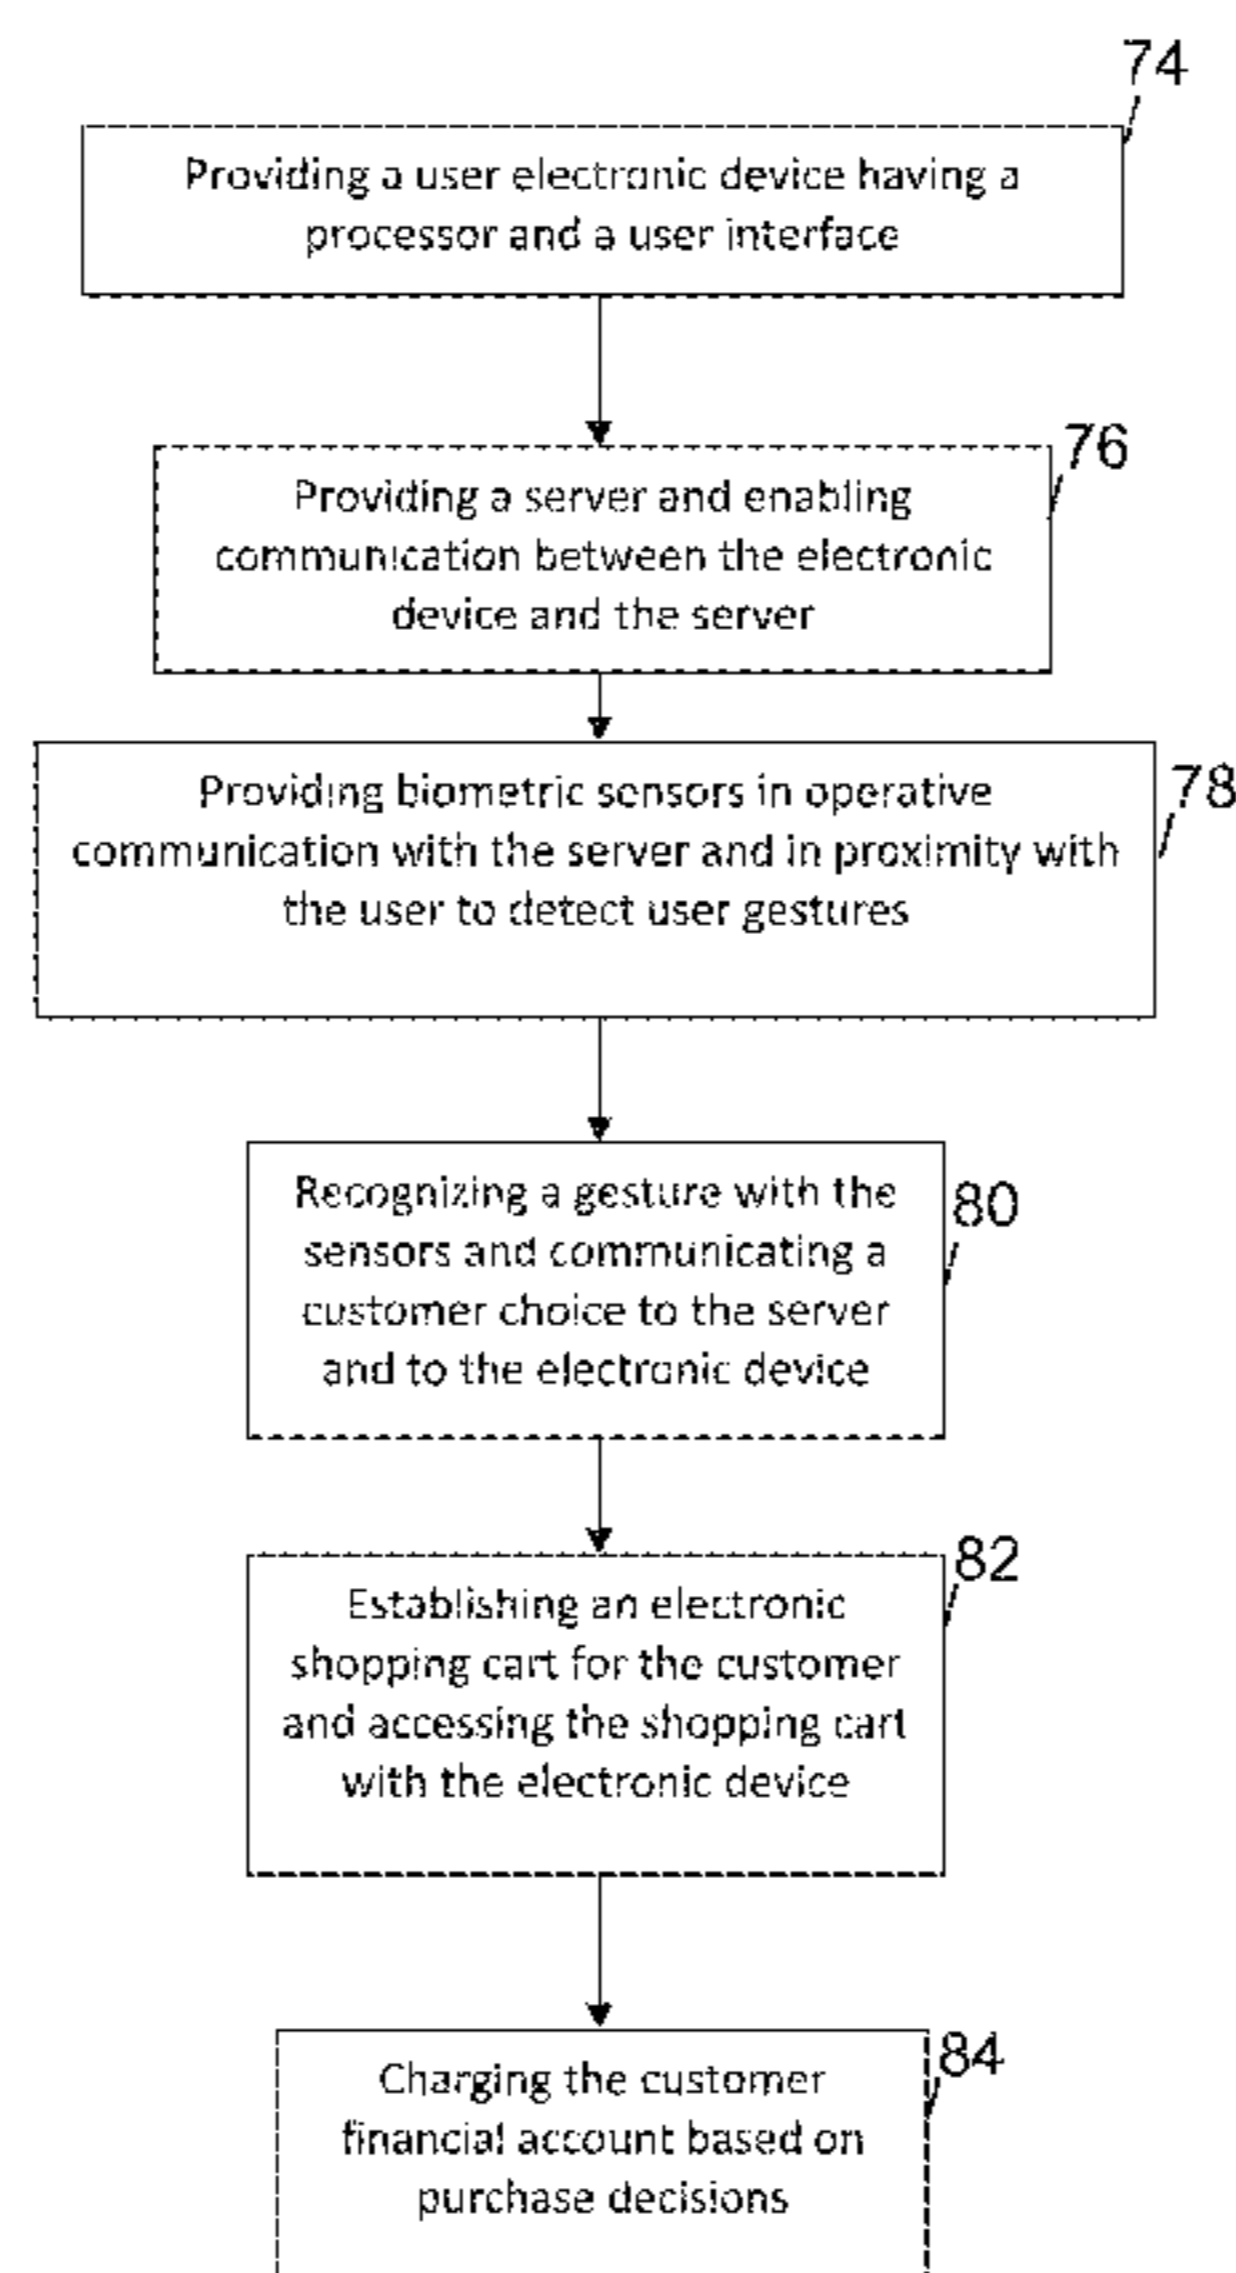 74
Providing a user electronic device having a
processor and a user interface
76
Providing a server and enabling
communication between the electronic
device and the server
78
Providing biometric sensors in operative
communication with the server and in proximity with
the user to detect user gestures
80
Recognizing a gesture with the
sensors and communicating a
customer choice to the server
and to the electronic device
82
Establishing an electronic
shopping cart for the customer
and accessing the shopping cart
with the electronic device
84
Charging the customer
financial account based on
purchase decisions